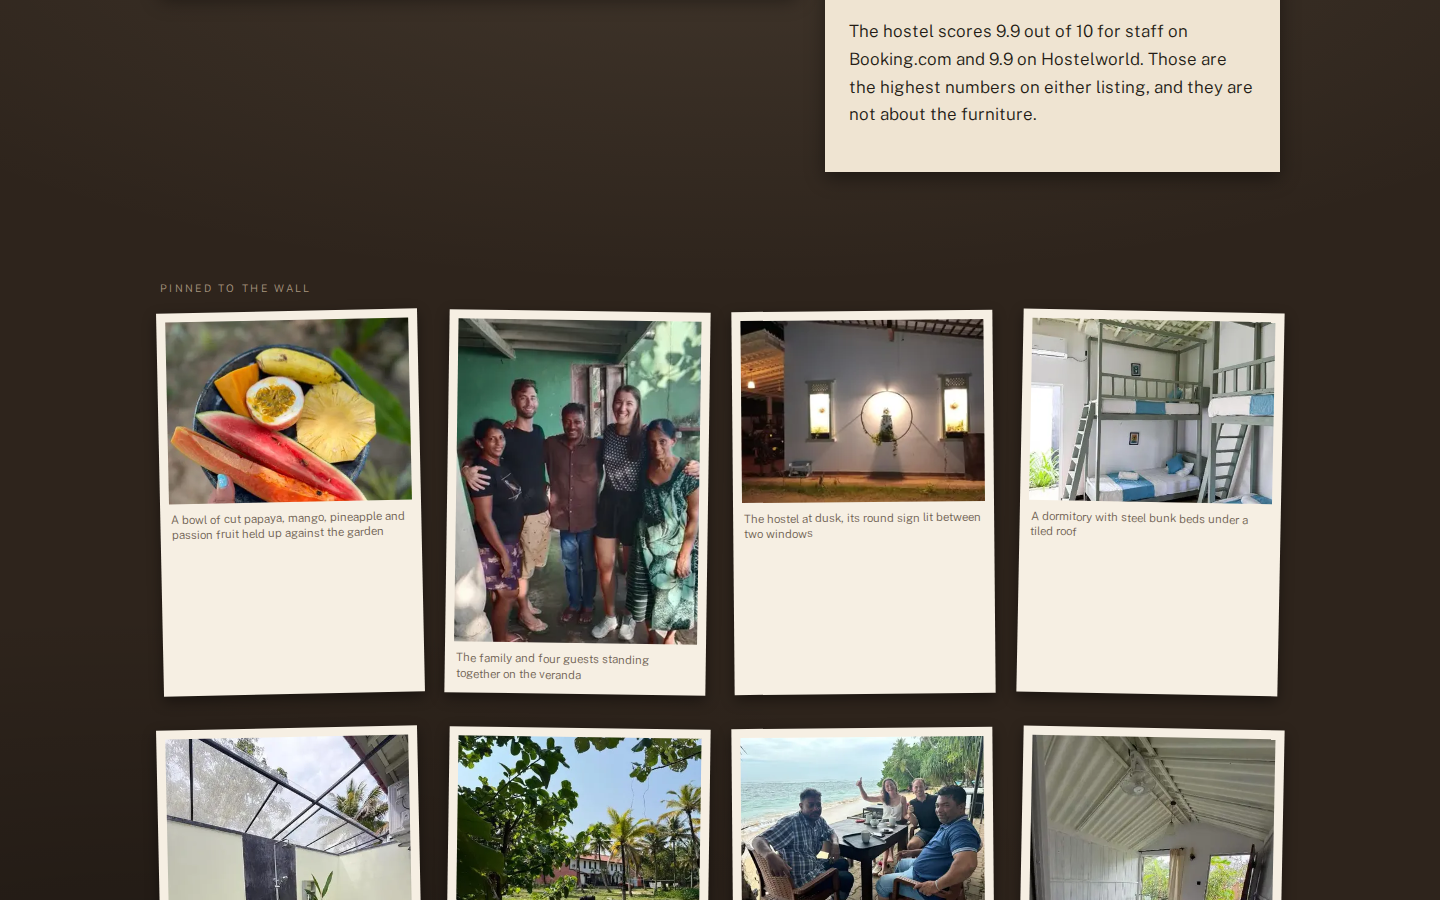 The hostel scores 9.9 out of 10 for staff on
Booking.com and 9.9 on Hostelworld. Those are
the highest numbers on either listing, and they are
not about the furniture.
PINNED TO THE WALL
A bowl of cut papaya, mango, pineapple and
passion fruit held up against the garden
The family and four guests standing
together on the veranda
The hostel at dusk, its round sign lit between
two windows
A dormitory with steel bunk beds under a
tiled roof